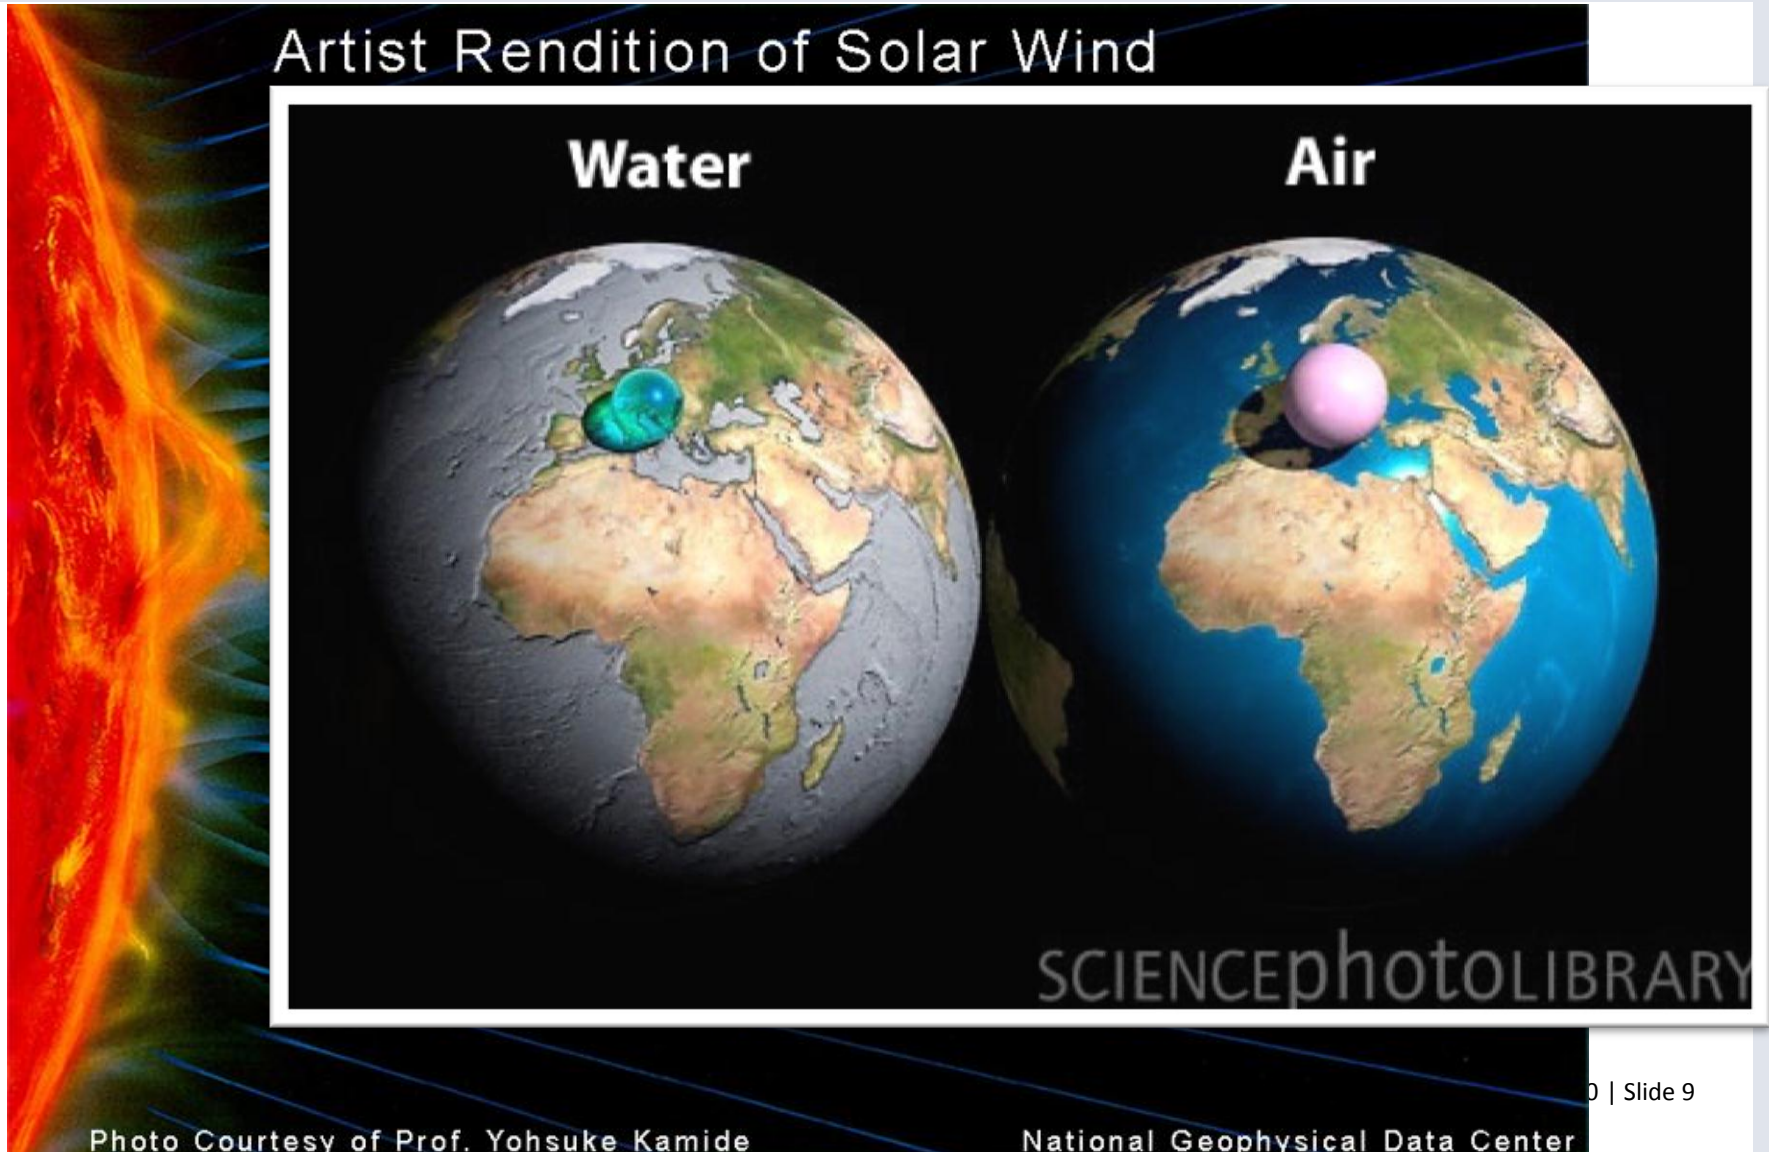 Artist Rendition of Solar Wind
Water
Air
SCIENCEphotoLIBRARY
0 | Slide 9
Photo Courtesy of Prof. Yohsuke Kamide
National Geophysical Data Center